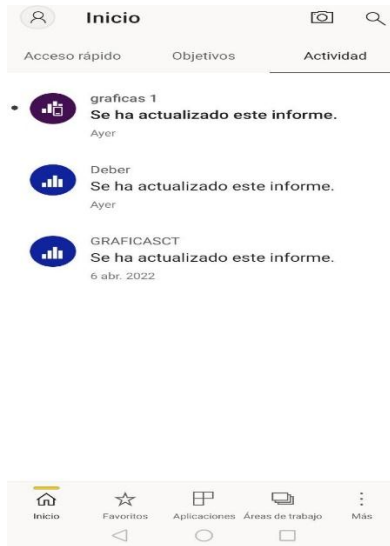 Inicio
Acceso rápido Objetivos Actividad
graficas 1
Se ha actualizado este informe.
Ayer
Deber
Se ha actualizado este informe.
Ayer
GRAFICASCT
Se ha actualizado este informe.
6 abr. 2022
Inicio Favoritos Aplicaciones Áreas de trabajo Más